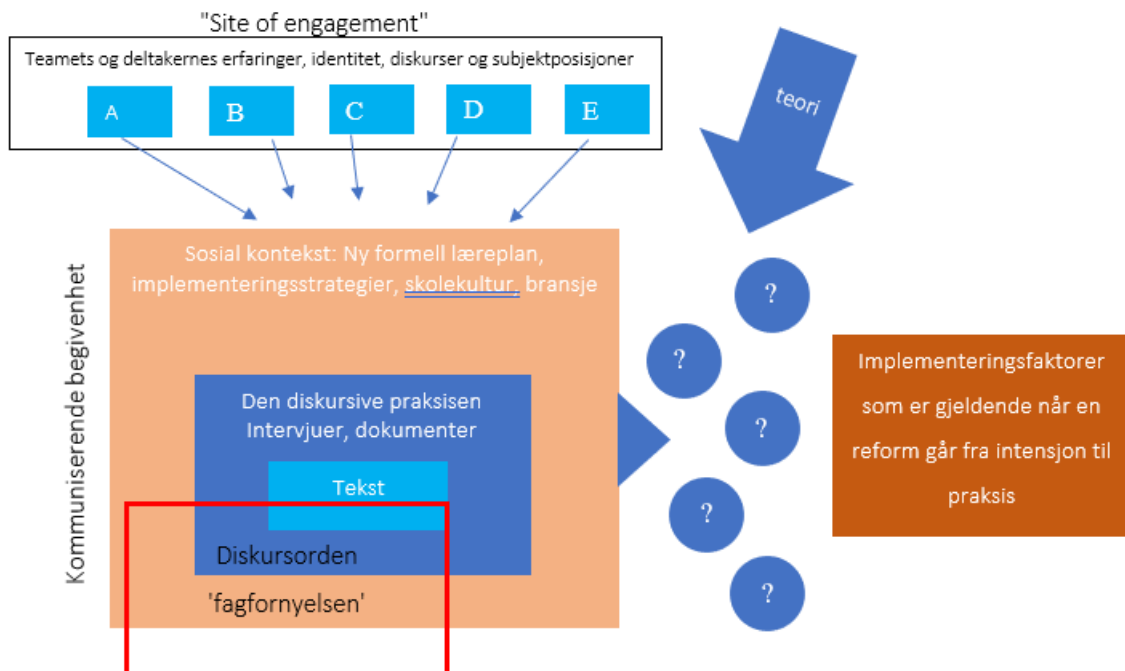 "Site of engagement"
Teamets og deltakernes erfaringer, identitet, diskurser og subjektposisjoner
A
B
C
D
E
teori
Kommuniserende begivenhet
Sosial kontekst: Ny formell læreplan,
implementeringsstrategier, skolekultur, bransje
Den diskursive praksisen
Intervjuer, dokumenter
Tekst
Diskursorden
'fagfornyelsen'
?
?
?
?
?
Implementeringsfaktorer
som er gjeldende når en
reform går fra intensjon til
praksis